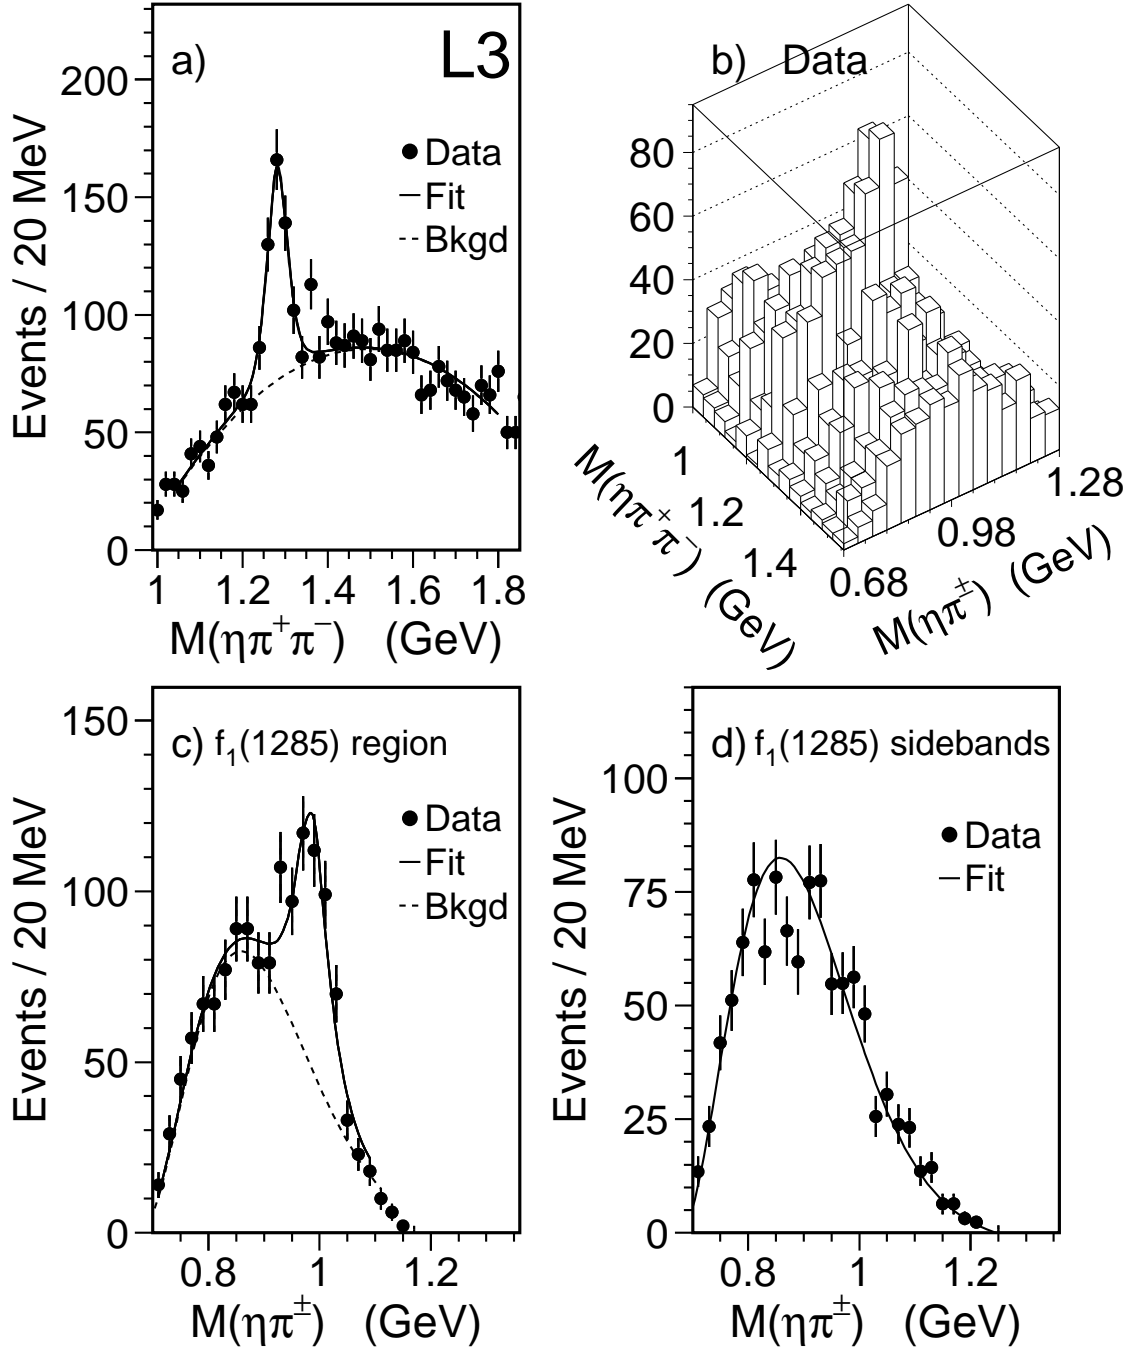 a)
L3
200
150
100
50
0
Events / 20 MeV
Data
Fit
Bkgd
1
1.2
1.4
1.6
1.8
M(ηπ⁺π⁻) (GeV)
b) Data
80
60
40
20
0
1
1.2
1.4
M(ηπ⁺π⁻) (GeV)
0.68
0.98
1.28
M(ηπ±) (GeV)
c) f₁(1285) region
150
100
50
0
Events / 20 MeV
Data
Fit
Bkgd
0.8
1
1.2
M(ηπ±) (GeV)
d) f₁(1285) sidebands
100
75
50
25
0
Events / 20 MeV
Data
Fit
0.8
1
1.2
M(ηπ±) (GeV)